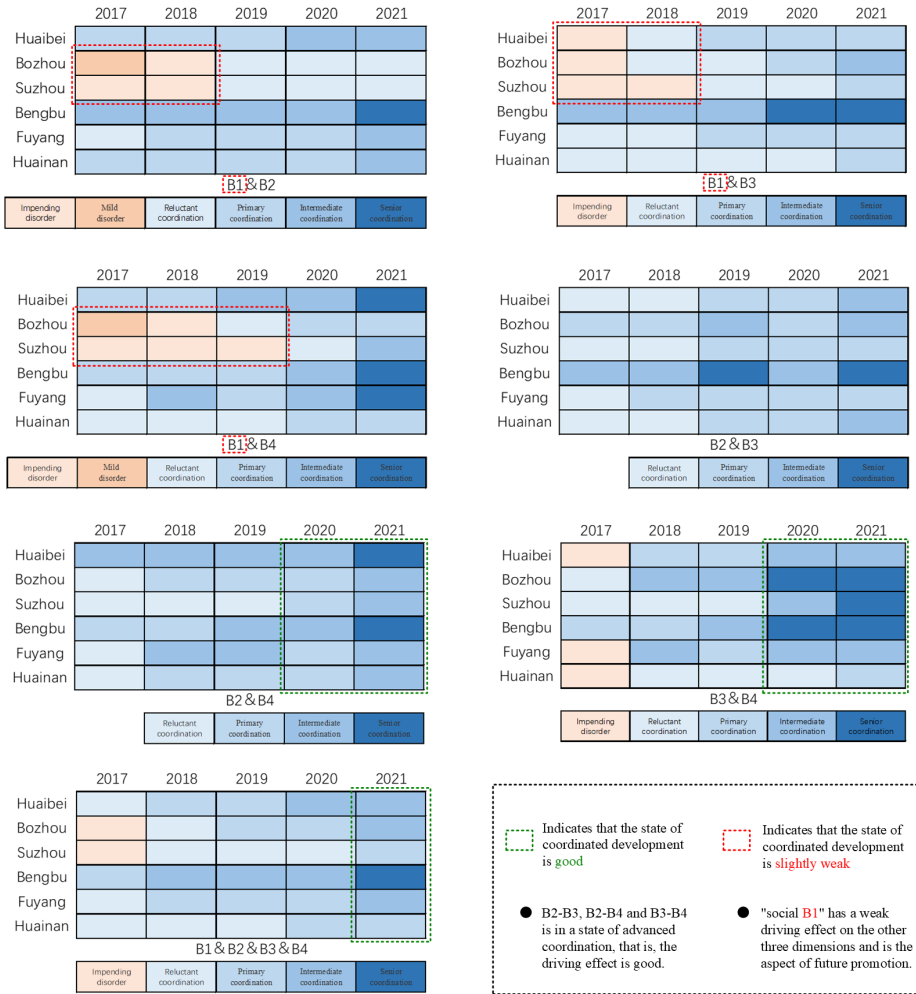 2017 2018 2019 2020 2021
Huaibei
Bozhou
Suzhou
Bengbu
Fuyang
Huainan
B1&B2
Impending disorder
Mild disorder
Reluctant coordination
Primary coordination
Intermediate coordination
Senior coordination
2017 2018 2019 2020 2021
Huaibei
Bozhou
Suzhou
Bengbu
Fuyang
Huainan
B1&B3
Impending disorder
Reluctant coordination
Primary coordination
Intermediate coordination
Senior coordination
2017 2018 2019 2020 2021
Huaibei
Bozhou
Suzhou
Bengbu
Fuyang
Huainan
B1&B4
Impending disorder
Mild disorder
Reluctant coordination
Primary coordination
Intermediate coordination
Senior coordination
2017 2018 2019 2020 2021
Huaibei
Bozhou
Suzhou
Bengbu
Fuyang
Huainan
B2&B3
Reluctant coordination
Primary coordination
Intermediate coordination
Senior coordination
2017 2018 2019 2020 2021
Huaibei
Bozhou
Suzhou
Bengbu
Fuyang
Huainan
B2&B4
Reluctant coordination
Primary coordination
Intermediate coordination
Senior coordination
2017 2018 2019 2020 2021
Huaibei
Bozhou
Suzhou
Bengbu
Fuyang
Huainan
B3&B4
Impending disorder
Reluctant coordination
Primary coordination
Intermediate coordination
Senior coordination
2017 2018 2019 2020 2021
Huaibei
Bozhou
Suzhou
Bengbu
Fuyang
Huainan
B1&B2&B3&B4
Impending disorder
Reluctant coordination
Primary coordination
Intermediate coordination
Senior coordination
Indicates that the state of
coordinated development
is good
Indicates that the state of
coordinated development
is slightly weak
● B2-B3, B2-B4 and B3-B4
is in a state of advanced
coordination, that is, the
driving effect is good.
● "social B1" has a weak
driving effect on the other
three dimensions and is the
aspect of future promotion.